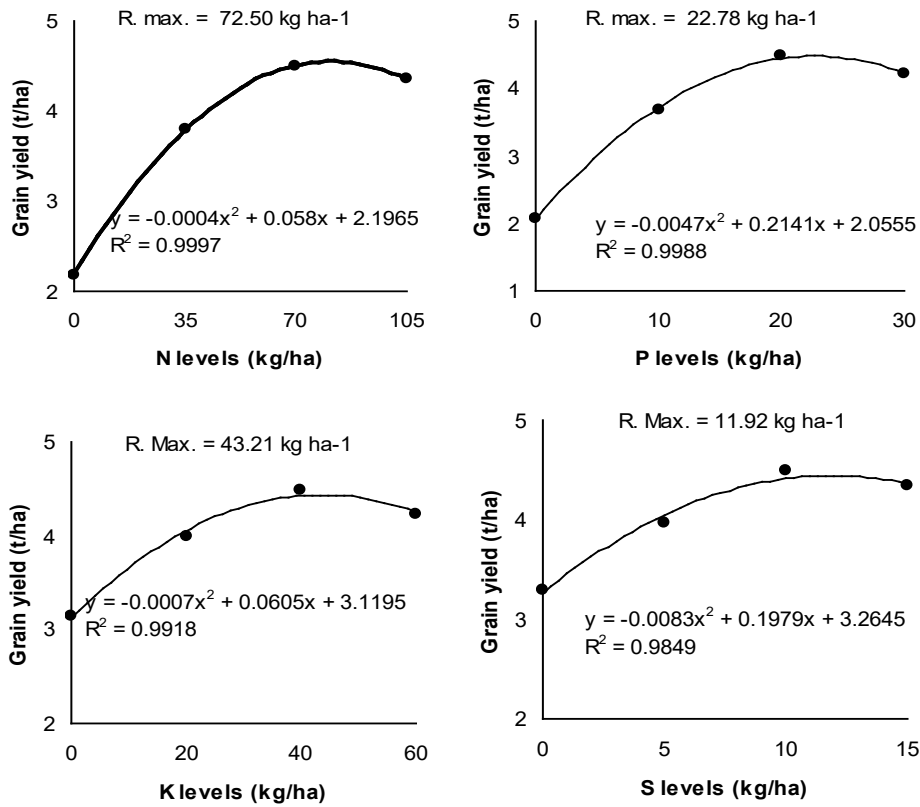 R. max. = 72.50 kg ha-1
5
4
3
2
Grain yield (t/ha)
y = -0.0004x² + 0.058x + 2.1965
R² = 0.9997
0 35 70 105
N levels (kg/ha)
R. max. = 22.78 kg ha-1
5
4
3
2
1
Grain yield (t/ha)
y = -0.0047x² + 0.2141x + 2.0555
R² = 0.9988
0 10 20 30
P levels (kg/ha)
R. Max. = 43.21 kg ha-1
5
4
3
2
Grain yield (t/ha)
y = -0.0007x² + 0.0605x + 3.1195
R² = 0.9918
0 20 40 60
K levels (kg/ha)
R. Max. = 11.92 kg ha-1
5
4
3
2
Grain yield (t/ha)
y = -0.0083x² + 0.1979x + 3.2645
R² = 0.9849
0 5 10 15
S levels (kg/ha)